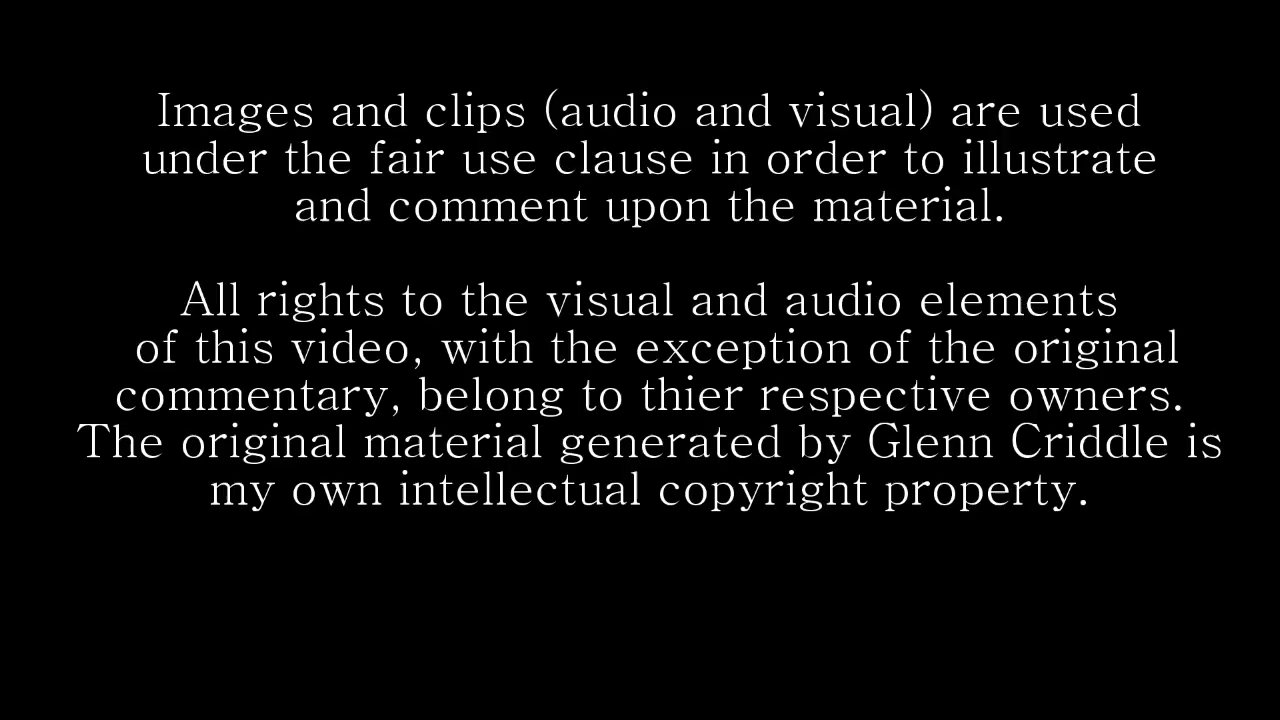 Images and clips (audio and visual) are used
under the fair use clause in order to illustrate
and comment upon the material.
All rights to the visual and audio elements
of this video, with the exception of the original
commentary, belong to thier respective owners.
The original material generated by Glenn Criddle is
my own intellectual copyright property.